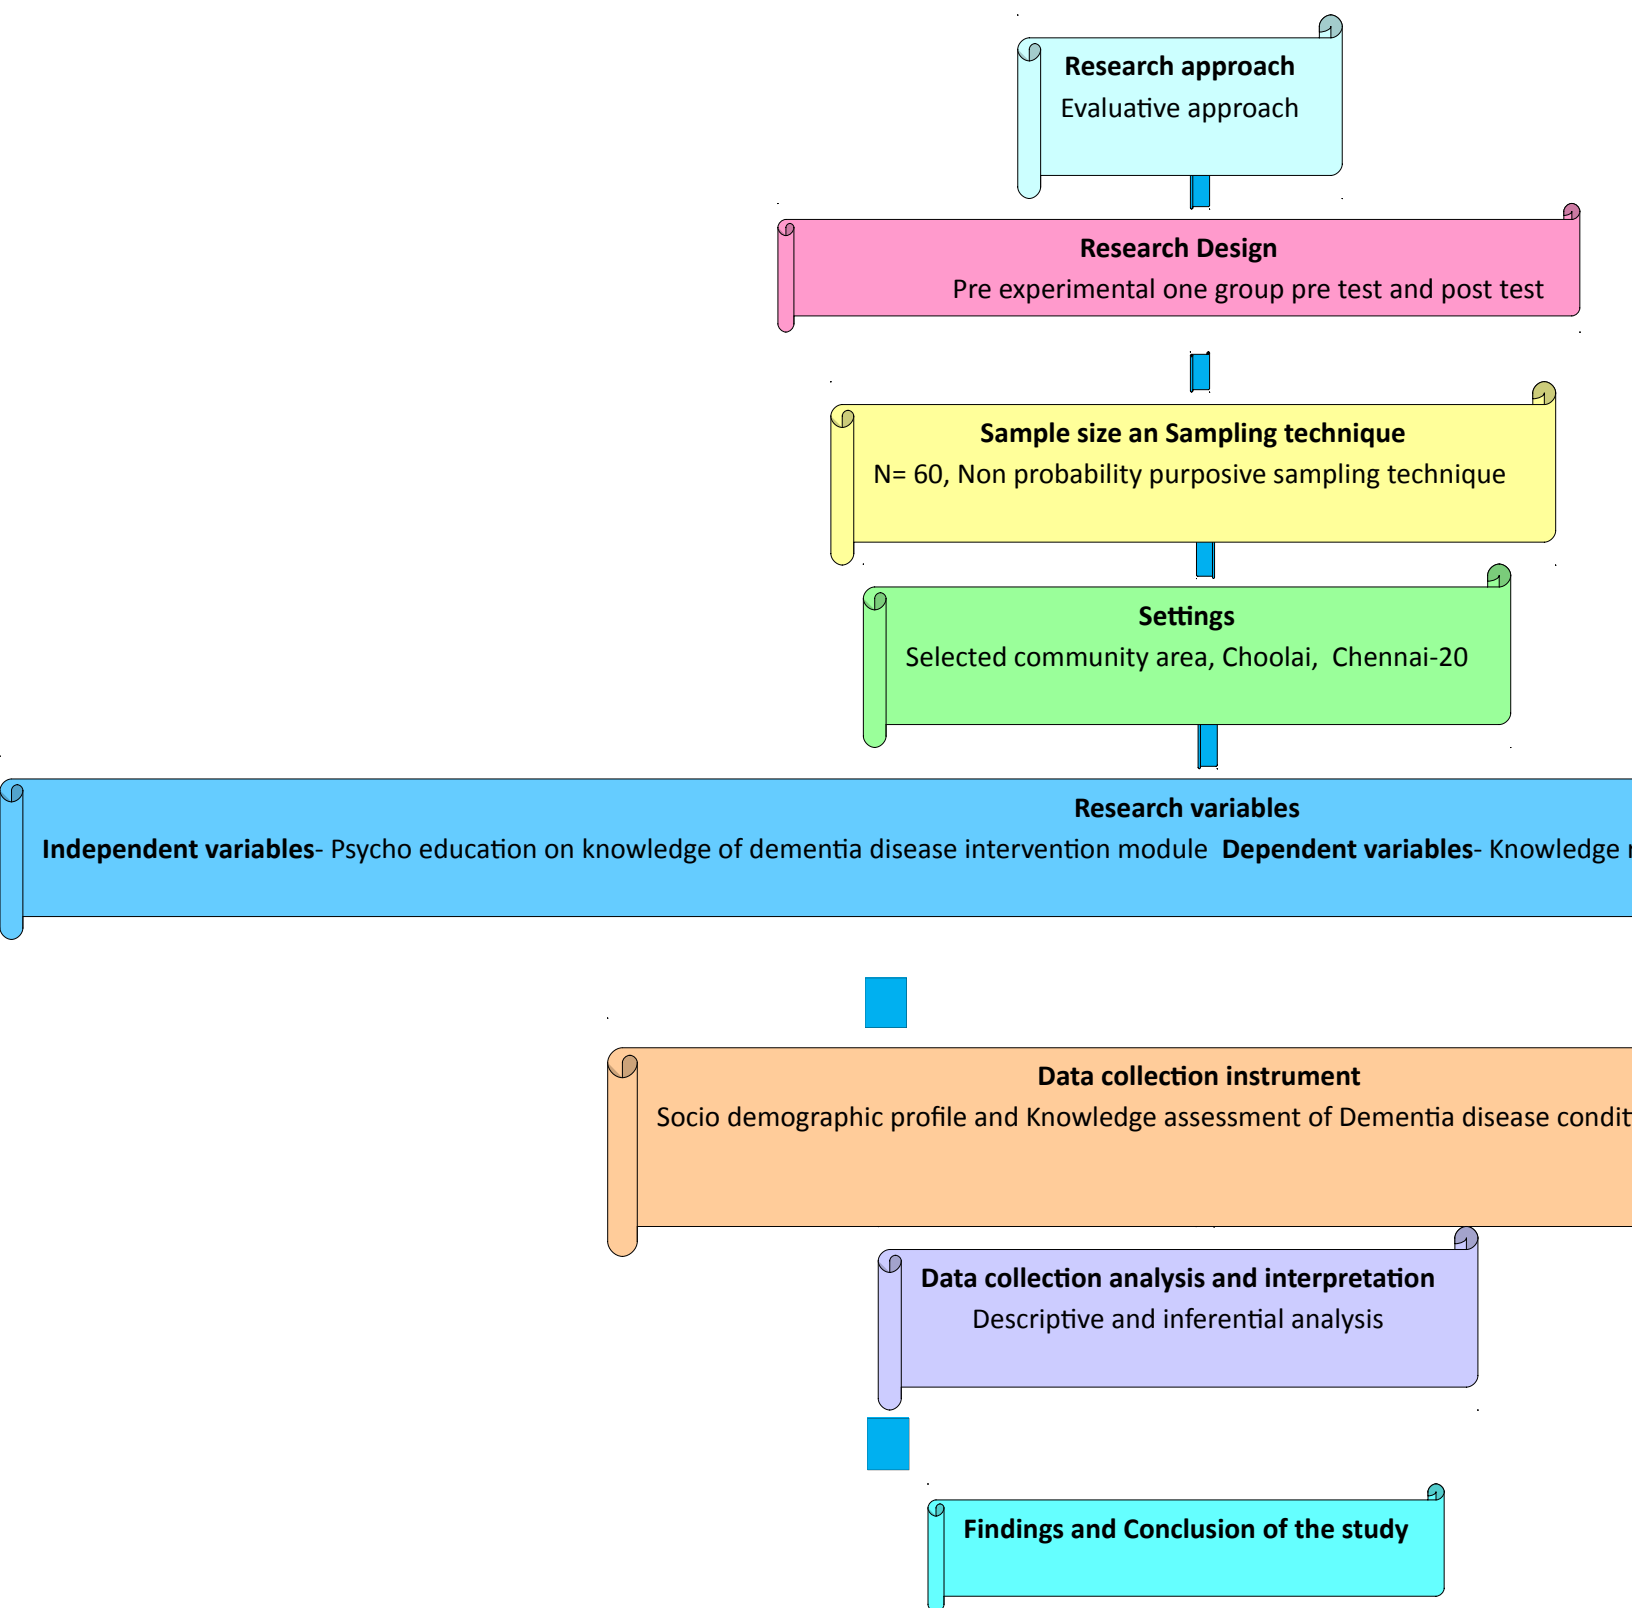 Research approach
Evaluative approach
Research Design
Pre experimental one group pre test and post test
Sample size an Sampling technique
N= 60, Non probability purposive sampling technique
Settings
Selected community area, Choolai, Chennai-20
Research variables
Independent variables- Psycho education on knowledge of dementia disease intervention module Dependent variables- Knowledge
Data collection instrument
Socio demographic profile and Knowledge assessment of Dementia disease
Data collection analysis and interpretation
Descriptive and inferential analysis
Findings and Conclusion of the study